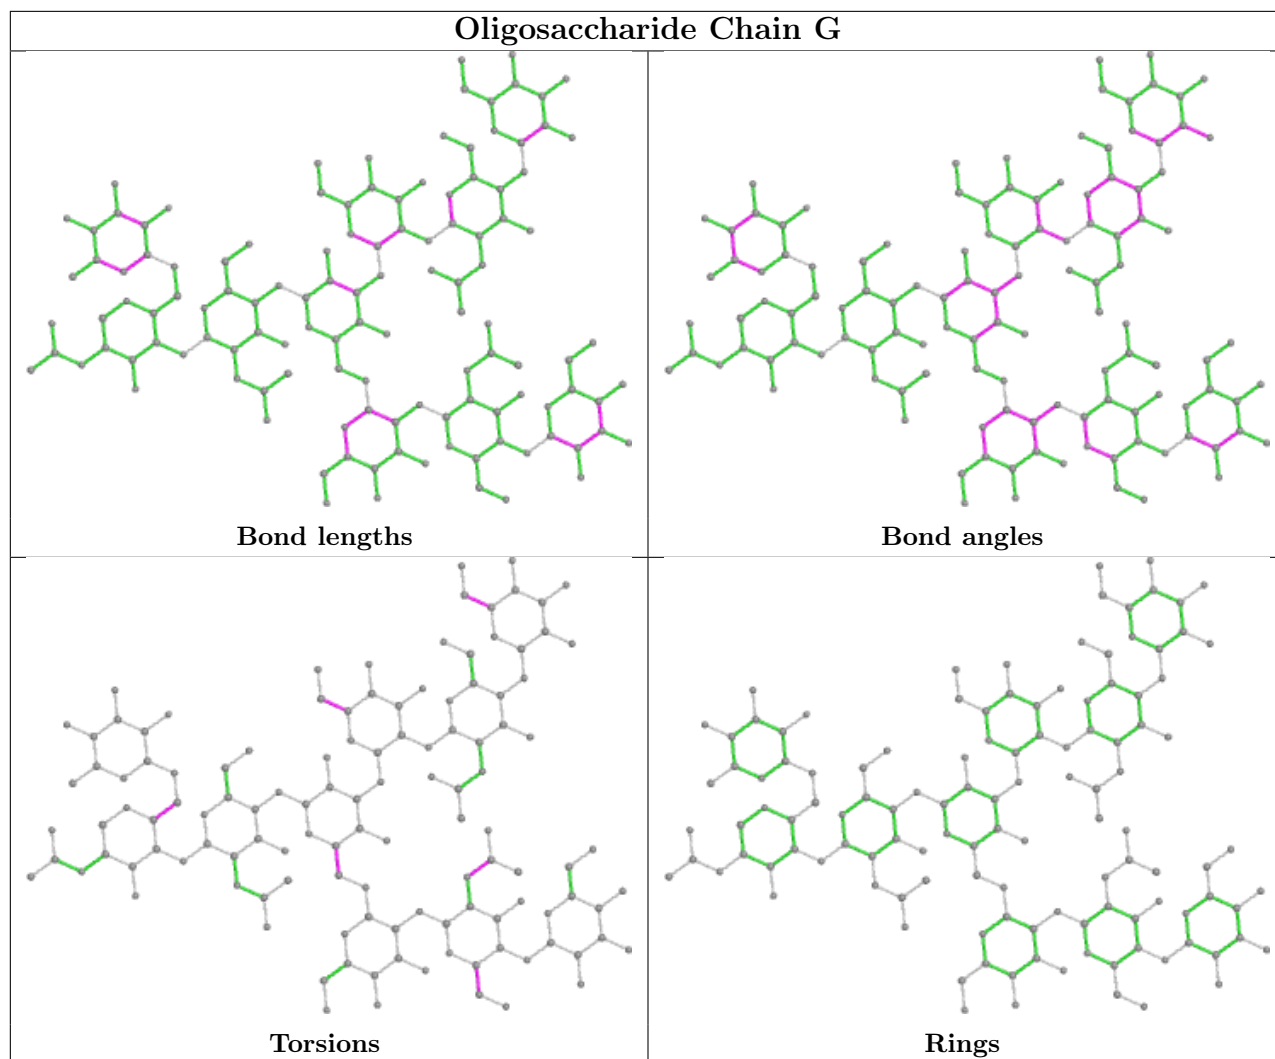 Oligosaccharide Chain G
Bond lengths
Bond angles
Torsions
Rings